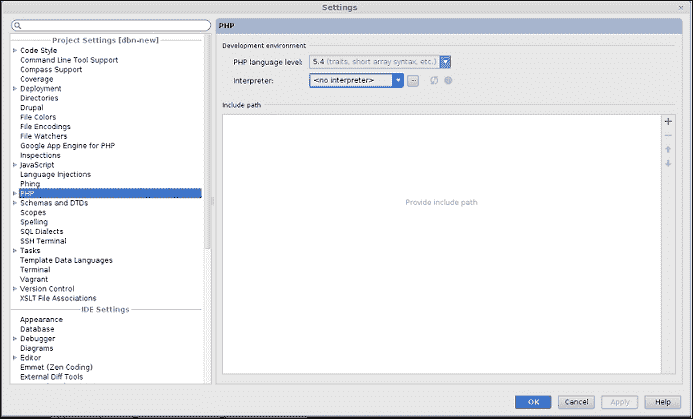 Settings
Project Settings [dbn-new]
Code Style
Command Line Tool Support
Compass Support
Coverage
Deployment
Directories
Drupal
File Colors
File Encodings
File Watchers
Google App Engine for PHP
Inspections
JavaScript
Language Injections
Phing
PHP
Schemas and DTDs
Scopes
Spelling
SQL Dialects
SSH Terminal
Tasks
Template Data Languages
Terminal
Vagrant
Version Control
XSLT File Associations
IDE Settings
Appearance
Database
Debugger
Diagrams
Editor
Emmet (Zen Coding)
External Diff Tools
PHP
Development environment
PHP language level: 5.4 (traits, short array syntax, etc.)
Interpreter: <no interpreter> ...
Include path
Provide include path
OK Cancel Apply Help